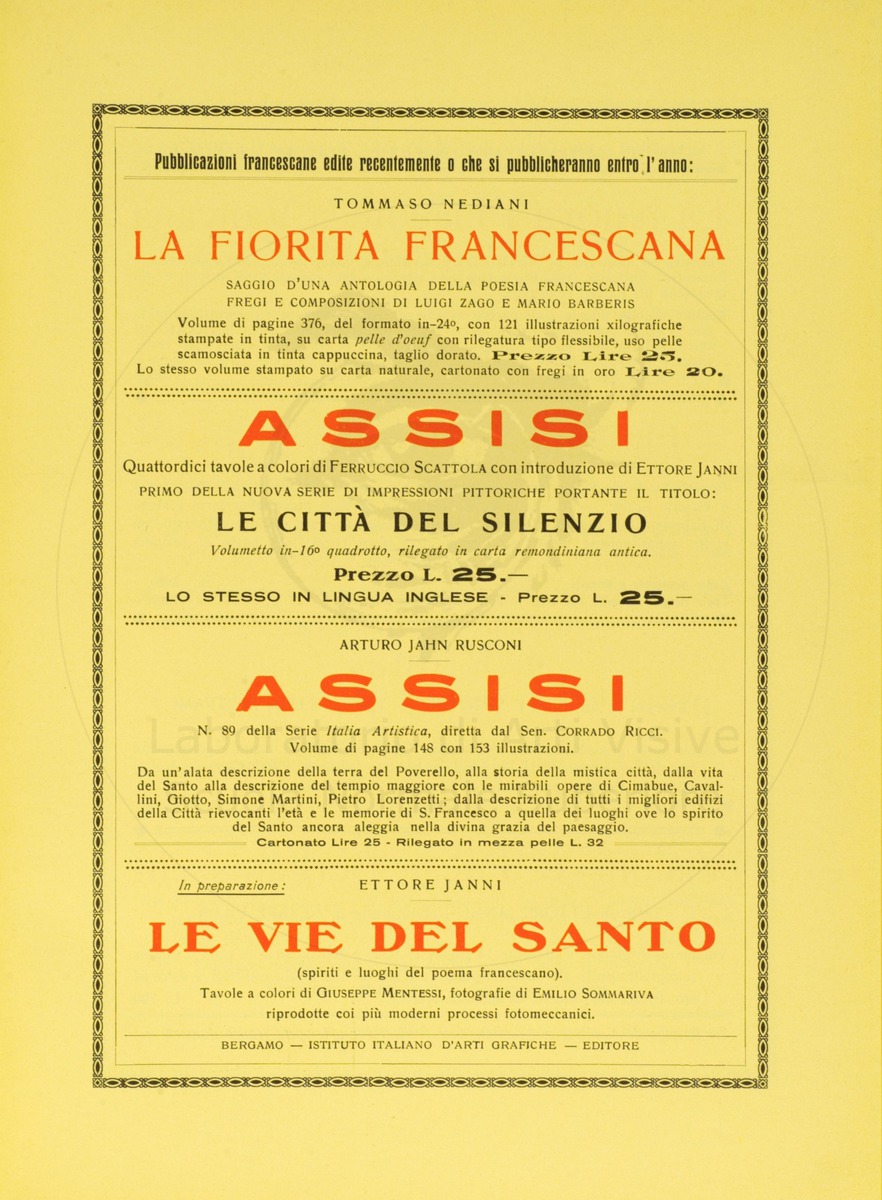 Pubblicazioni francescane edite recentemente o che si pubblicheranno entro l'anno:
TOMMASO NEDIANI
LA FIORITA FRANCESCANA
SAGGIO D'UNA ANTOLOGIA DELLA POESIA FRANCESCANA
FREGI E COMPOSIZIONI DI LUIGI ZAGO E MARIO BARBERIS
Volume di pagine 376, del formato in-24º, con 121 illustrazioni xilografiche
stampate in tinta, su carta pelle d'oeuf con rilegatura tipo flessibile, uso pelle
scamosciata in tinta cappuccina, taglio dorato. Prezzo Lire 25.
Lo stesso volume stampato su carta naturale, cartonato con fregi in oro Lire 20.
ASSISI
Quattordici tavole a colori di FERRUCCIO SCATTOLA con introduzione di ETTORE JANNI
PRIMO DELLA NUOVA SERIE DI IMPRESSIONI PITTORICHE PORTANTE IL TITOLO:
LE CITTÀ DEL SILENZIO
Volumetto in-16º quadrotto, rilegato in carta remondiniana antica.
Prezzo L. 25.—
LO STESSO IN LINGUA INGLESE - Prezzo L. 25.—
ARTURO JAHN RUSCONI
ASSISI
N. 89 della Serie Italia Artistica, diretta dal Sen. CORRADO RICCI.
Volume di pagine 148 con 153 illustrazioni.
Da un'alata descrizione della terra del Poverello, alla storia della mistica città, dalla vita
del Santo alla descrizione del tempio maggiore con le mirabili opere di Cimabue, Caval-
lini, Giotto, Simone Martini, Pietro Lorenzetti; dalla descrizione di tutti i migliori edifizi
della Città rievocanti l'età e le memorie di S. Francesco a quella dei luoghi ove lo spirito
del Santo ancora aleggia nella divina grazia del paesaggio.
Cartonato Lire 25 - Rilegato in mezza pelle L. 32
In preparazione: ETTORE JANNI
LE VIE DEL SANTO
(spiriti e luoghi del poema francescano).
Tavole a colori di GIUSEPPE MENTESSI, fotografie di EMILIO SOMMARIVA
riprodotte coi più moderni processi fotomeccanici.
BERGAMO — ISTITUTO ITALIANO D'ARTI GRAFICHE — EDITORE